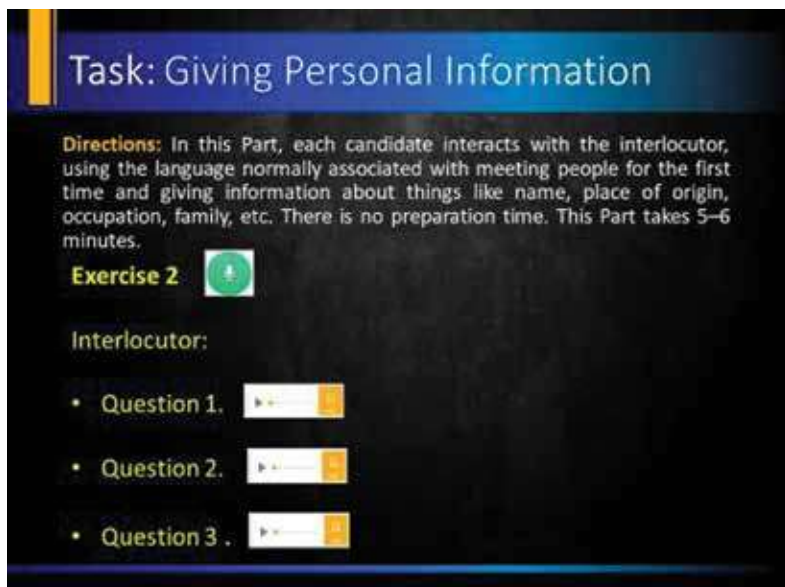 Task: Giving Personal Information
Directions: In this Part, each candidate interacts with the interlocutor,
using the language normally associated with meeting people for the first
time and giving information about things like name, place of origin,
occupation, family, etc. There is no preparation time. This Part takes 5–6
minutes.
Exercise 2
Interlocutor:
• Question 1.
• Question 2.
• Question 3 .